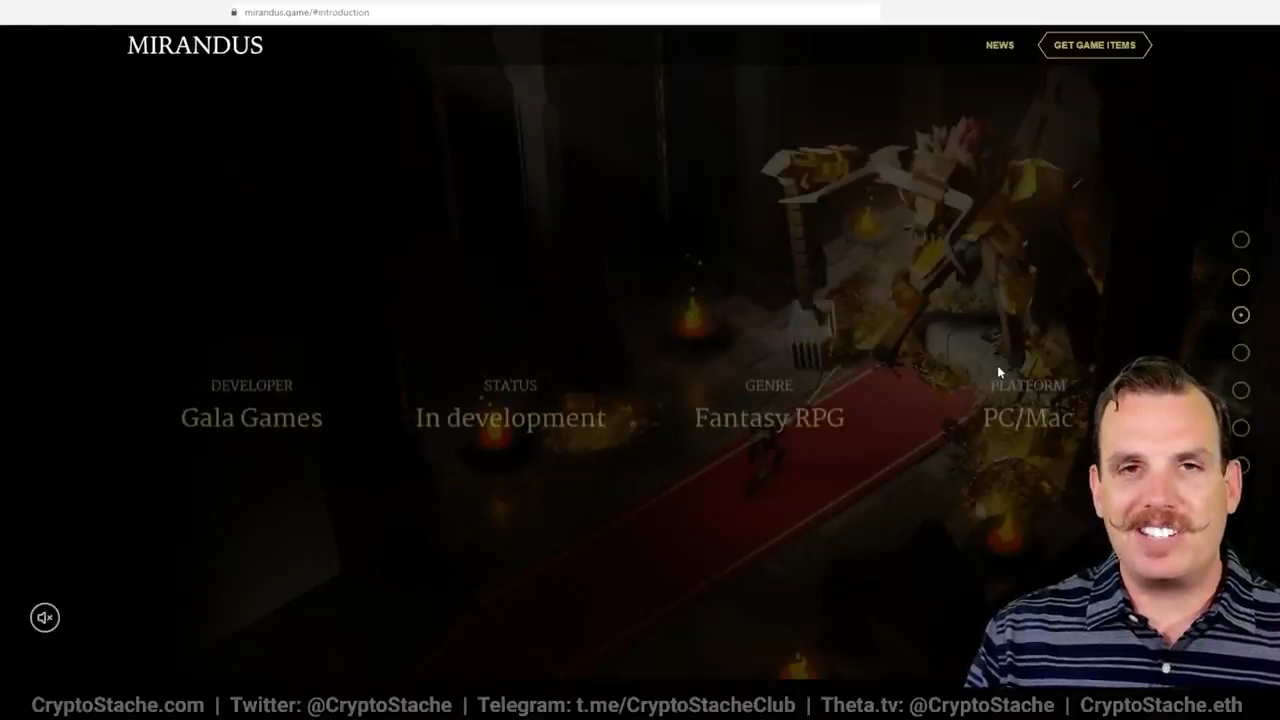 mirandus.game/#introduction
MIRANDUS
NEWS
GET GAME ITEMS
DEVELOPER
Gala Games
STATUS
In development
GENRE
Fantasy RPG
PLATFORM
PC/Mac
CryptoStache.com | Twitter: @CryptoStache | Telegram: t.me/CryptoStacheClub | Theta.tv: @CryptoStache | CryptoStache.eth